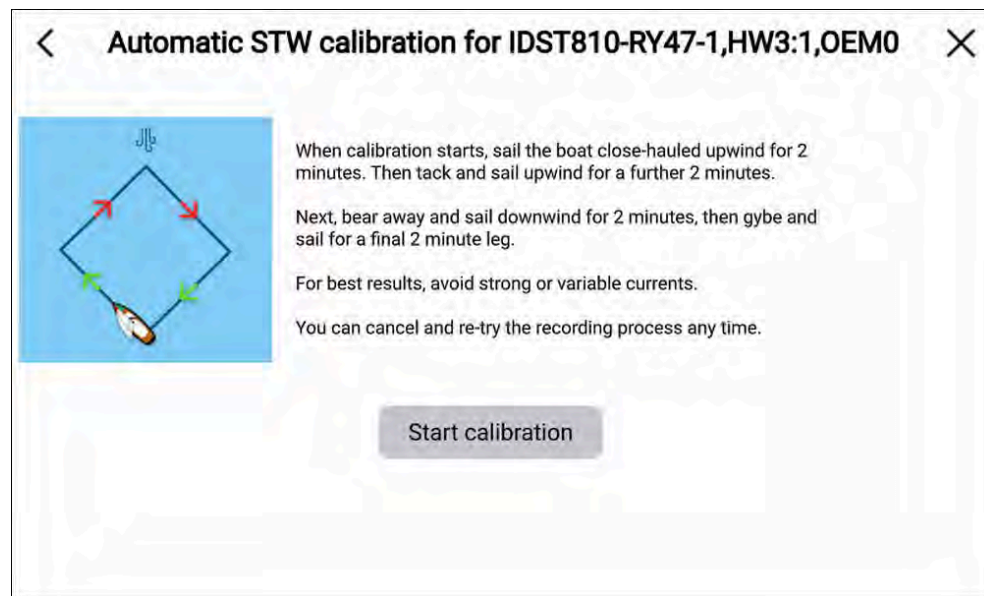 Automatic STW calibration for IDST810-RY47-1,HW3:1,OEM0
When calibration starts, sail the boat close-hauled upwind for 2
minutes. Then tack and sail upwind for a further 2 minutes.
Next, bear away and sail downwind for 2 minutes, then gybe and
sail for a final 2 minute leg.
For best results, avoid strong or variable currents.
You can cancel and re-try the recording process any time.
Start calibration